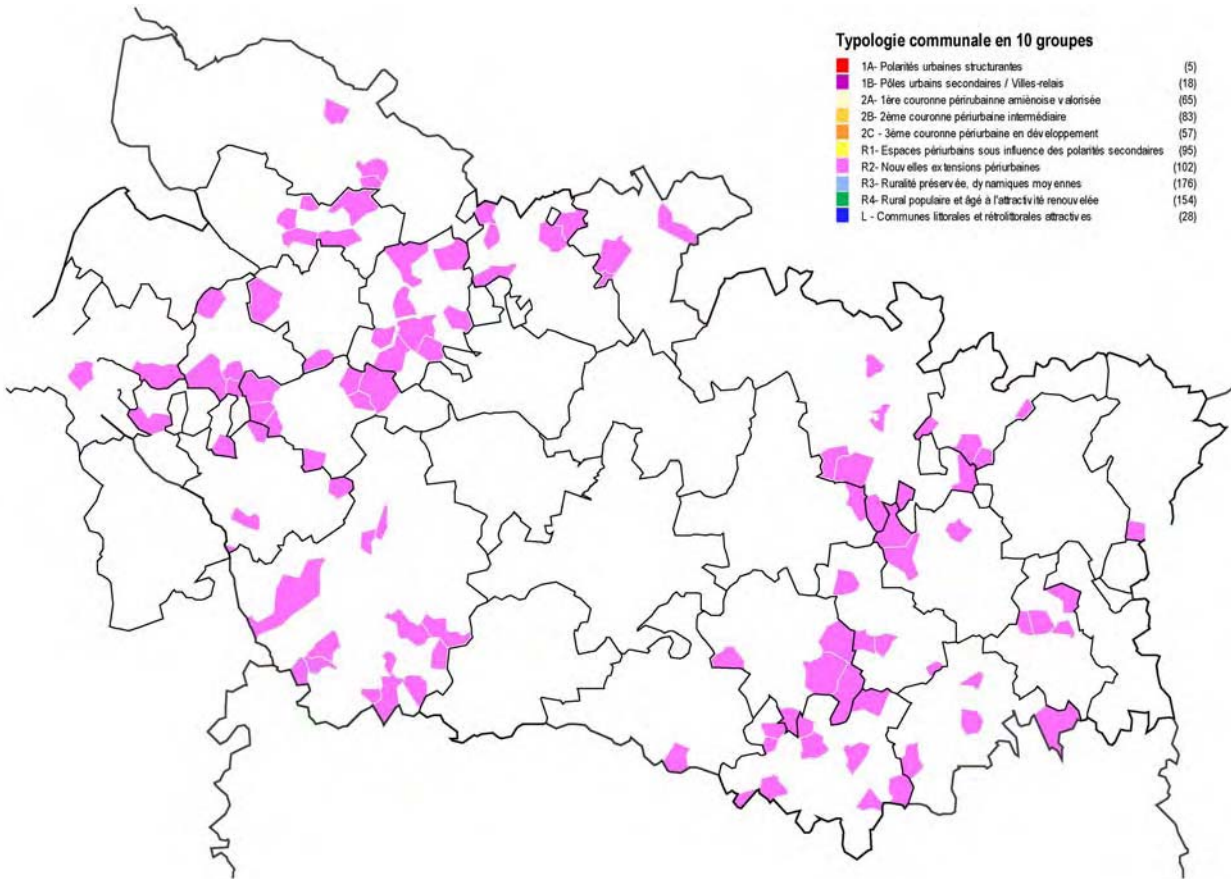 Typologie communale en 10 groupes
1A- Polarités urbaines structurantes (5)
1B- Pôles urbains secondaires / Villes-relais (18)
2A- 1ère couronne périrubainne amiènoise valorisée (65)
2B- 2ème couronne périurbaine intermédiaire (83)
2C - 3ème couronne périurbaine en développement (57)
R1- Espaces périurbains sous influence des polarités secondaires (95)
R2- Nouvelles extensions périurbaines (102)
R3- Ruralité préservée, dynamiques moyennes (176)
R4- Rural populaire et âgé à l'attractivité renouvelée (154)
L - Communes littorales et rétrolittorales attractives (28)